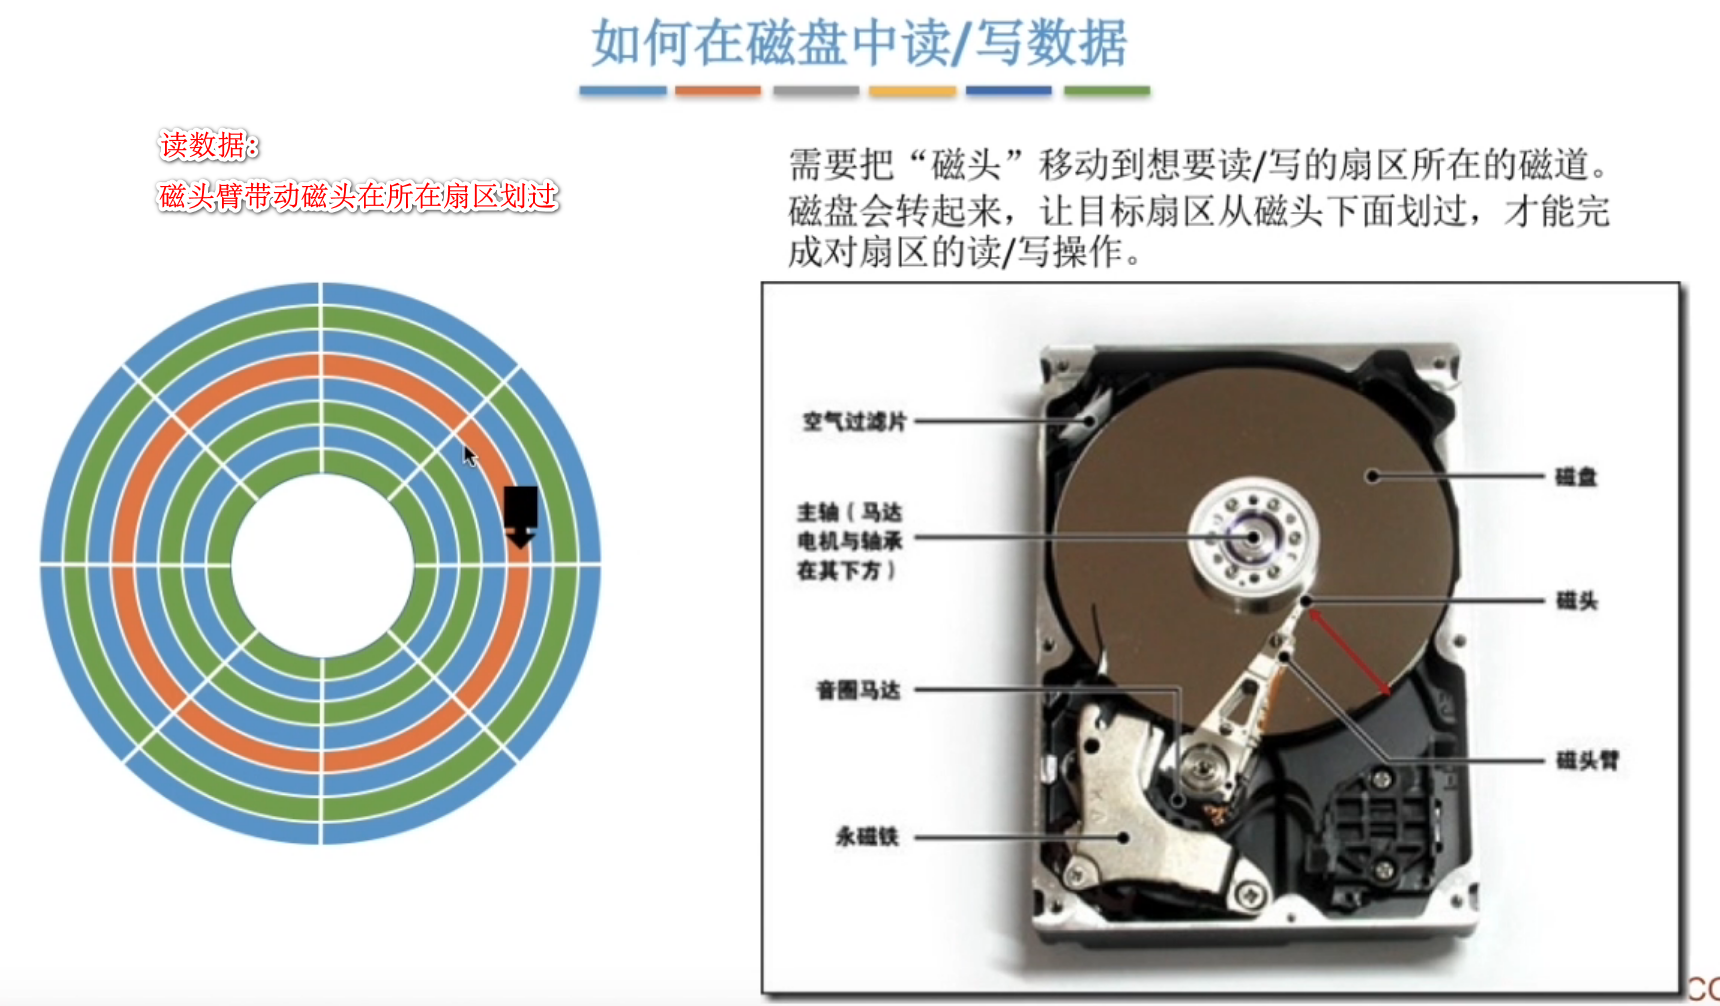 如何在磁盘中读/写数据
读数据:
磁头臂带动磁头在所在扇区划过
需要把“磁头”移动到想要读/写的扇区所在的磁道。
磁盘会转起来，让目标扇区从磁头下面划过，才能完
成对扇区的读/写操作。
空气过滤片
主轴（马达
电机与轴承
在其下方）
音圈马达
永磁铁
磁盘
磁头
磁头臂